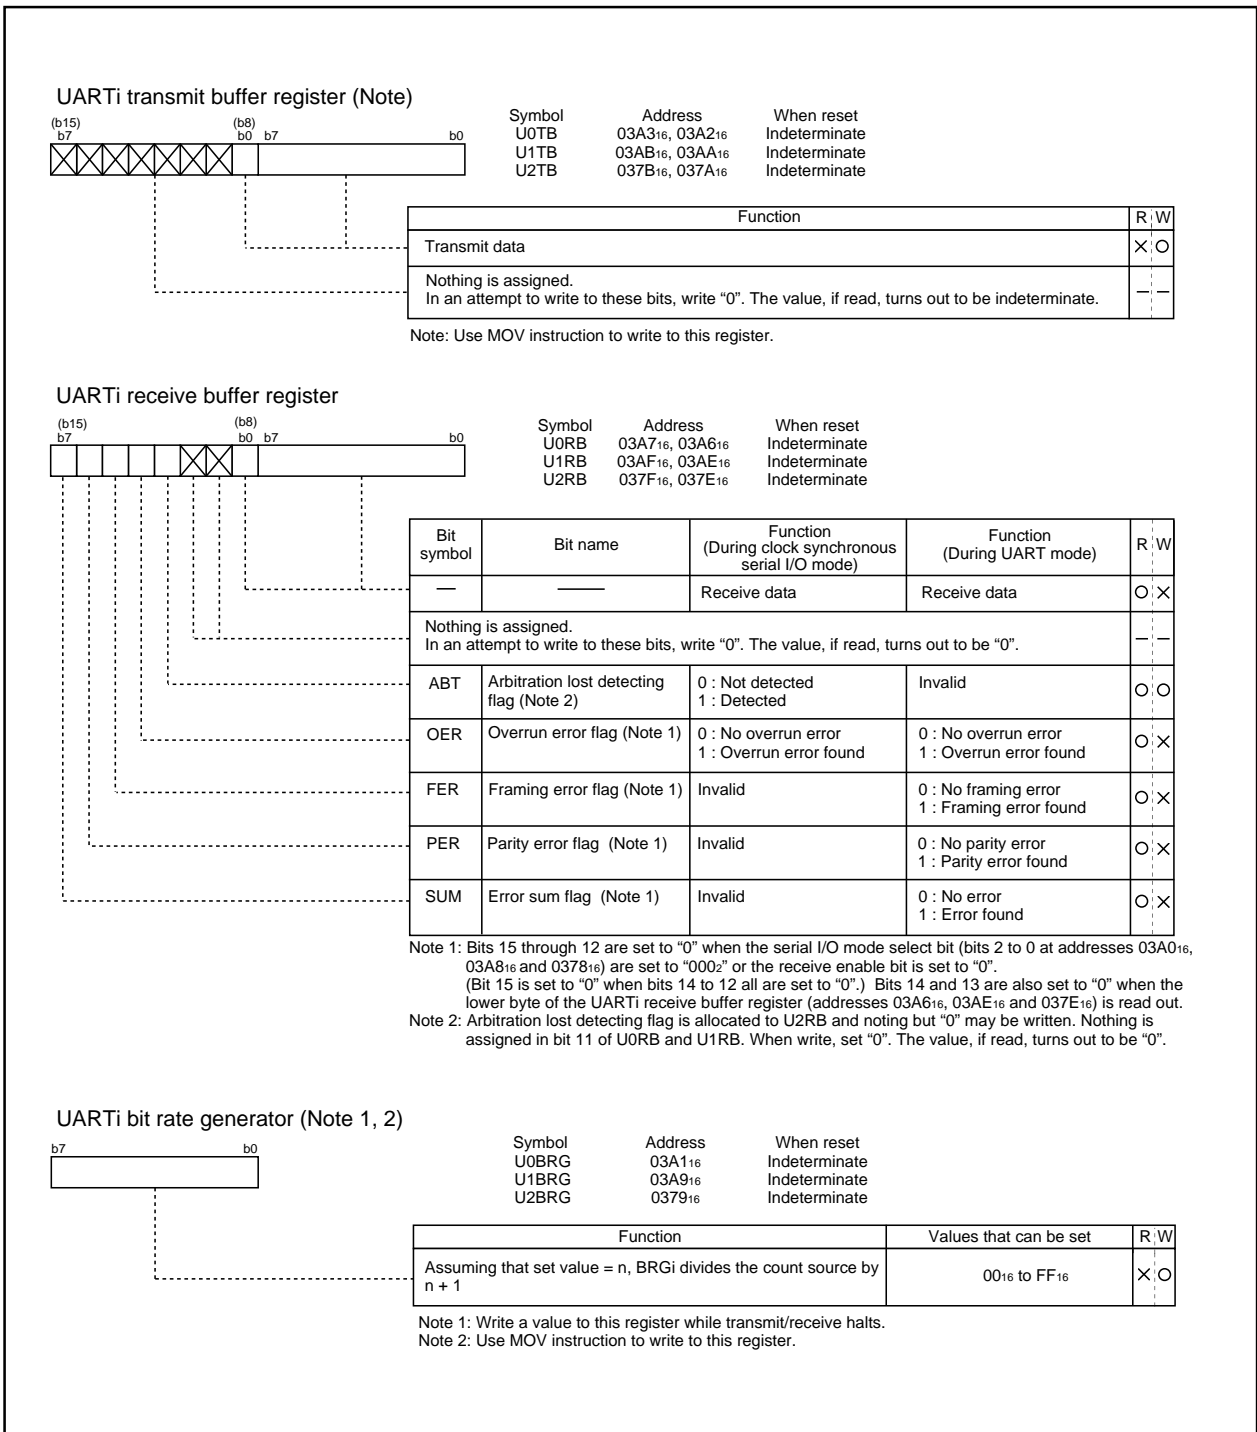 UARTi transmit buffer register (Note)
(b15) (b8)
b7 b0 b7 b0
Symbol Address When reset
U0TB 03A316, 03A216 Indeterminate
U1TB 03AB16, 03AA16 Indeterminate
U2TB 037B16, 037A16 Indeterminate
Function R W
Transmit data
Nothing is assigned.
In an attempt to write to these bits, write “0”. The value, if read, turns out to be indeterminate.
Note: Use MOV instruction to write to this register.
UARTi receive buffer register
(b15) (b8)
b7 b0 b7 b0
Symbol Address When reset
U0RB 03A716, 03A616 Indeterminate
U1RB 03AF16, 03AE16 Indeterminate
U2RB 037F16, 037E16 Indeterminate
Bit symbol Bit name Function (During clock synchronous serial I/O mode) Function (During UART mode) R W
— — Receive data Receive data
Nothing is assigned.
In an attempt to write to these bits, write “0”. The value, if read, turns out to be “0”.
ABT Arbitration lost detecting flag (Note 2) 0 : Not detected 1 : Detected Invalid
OER Overrun error flag (Note 1) 0 : No overrun error 1 : Overrun error found 0 : No overrun error 1 : Overrun error found
FER Framing error flag (Note 1) Invalid 0 : No framing error 1 : Framing error found
PER Parity error flag (Note 1) Invalid 0 : No parity error 1 : Parity error found
SUM Error sum flag (Note 1) Invalid 0 : No error 1 : Error found
Note 1: Bits 15 through 12 are set to “0” when the serial I/O mode select bit (bits 2 to 0 at addresses 03A016,
03A816 and 037816) are set to “0002” or the receive enable bit is set to “0”.
(Bit 15 is set to “0” when bits 14 to 12 all are set to “0”.) Bits 14 and 13 are also set to “0” when the
lower byte of the UARTi receive buffer register (addresses 03A616, 03AE16 and 037E16) is read out.
Note 2: Arbitration lost detecting flag is allocated to U2RB and noting but “0” may be written. Nothing is
assigned in bit 11 of U0RB and U1RB. When write, set “0”. The value, if read, turns out to be “0”.
UARTi bit rate generator (Note 1, 2)
b7 b0
Symbol Address When reset
U0BRG 03A116 Indeterminate
U1BRG 03A916 Indeterminate
U2BRG 037916 Indeterminate
Function Values that can be set R W
Assuming that set value = n, BRGi divides the count source by
n + 1 0016 to FF16
Note 1: Write a value to this register while transmit/receive halts.
Note 2: Use MOV instruction to write to this register.